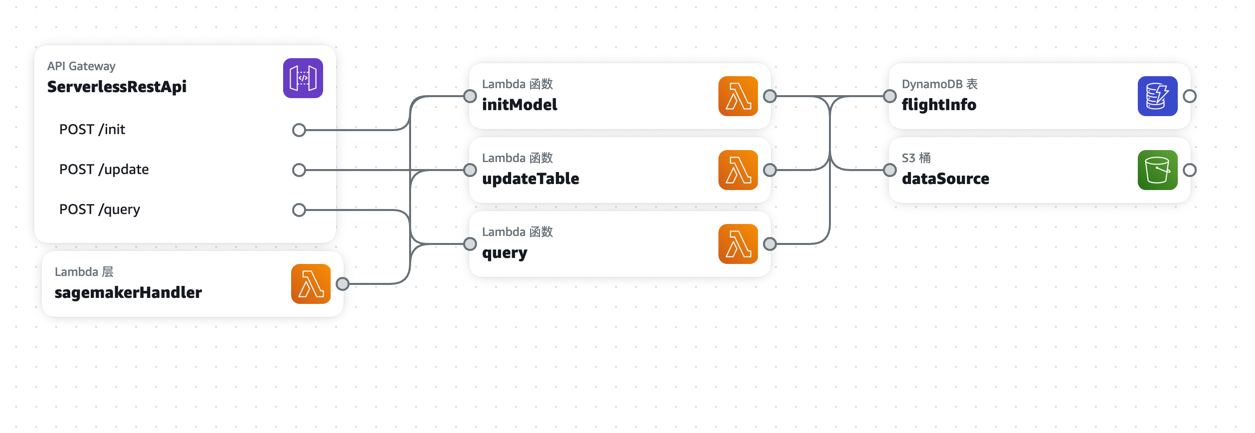 API Gateway
ServerlessRestApi
POST /init
POST /update
POST /query
Lambda 层
sagemakerHandler
Lambda 函数
initModel
Lambda 函数
updateTable
Lambda 函数
query
DynamoDB 表
flightInfo
S3 桶
dataSource